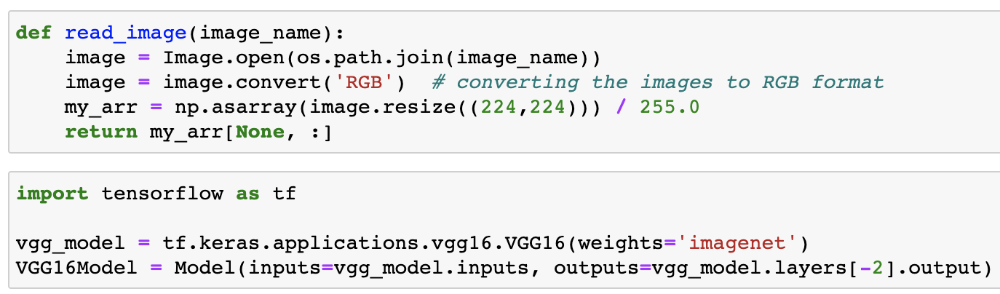 def read_image(image_name):
    image = Image.open(os.path.join(image_name))
    image = image.convert('RGB')  # converting the images to RGB format
    my_arr = np.asarray(image.resize((224,224))) / 255.0
    return my_arr[None, :]
import tensorflow as tf
vgg_model = tf.keras.applications.vgg16.VGG16(weights='imagenet')
VGG16Model = Model(inputs=vgg_model.inputs, outputs=vgg_model.layers[-2].output)